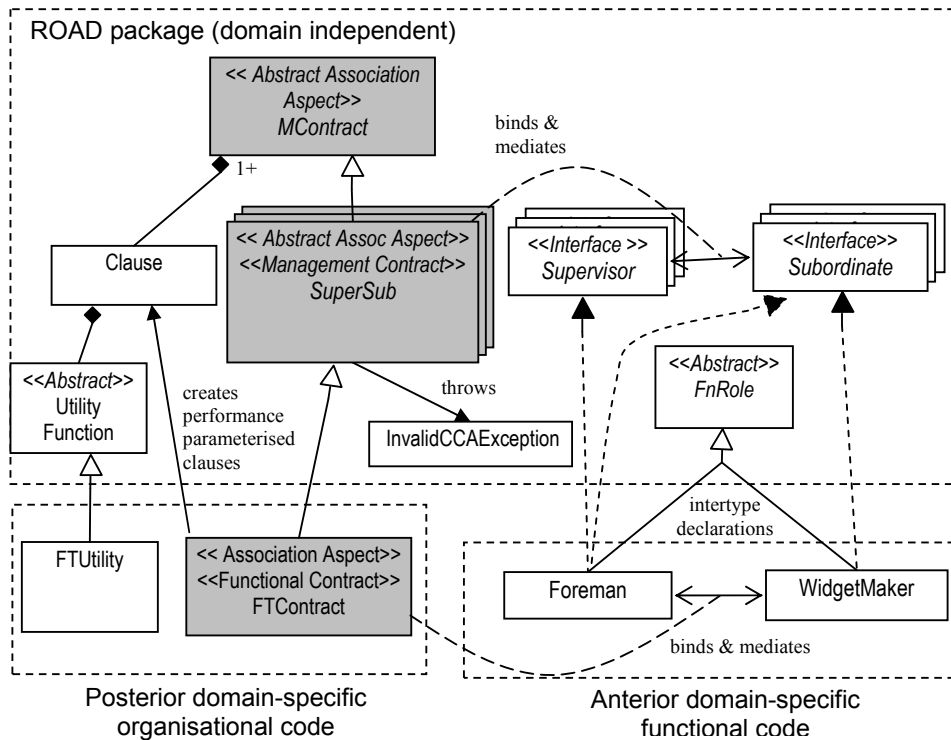 ROAD package (domain independent)
<< Abstract Association
Aspect>>
MContract
1+
binds &
mediates
Clause
<< Abstract Assoc Aspect>>
<<Management Contract>>
SuperSub
<<Interface >>
Supervisor
<<Interface>>
Subordinate
<<Abstract>>
Utility
Function
creates
performance
parameterised
clauses
throws
InvalidCCAException
<<Abstract>>
FnRole
intertype
declarations
FTUtility
<< Association Aspect>>
<<Functional Contract>>
FTContract
Foreman
WidgetMaker
binds & mediates
Posterior domain-specific
organisational code
Anterior domain-specific
functional code